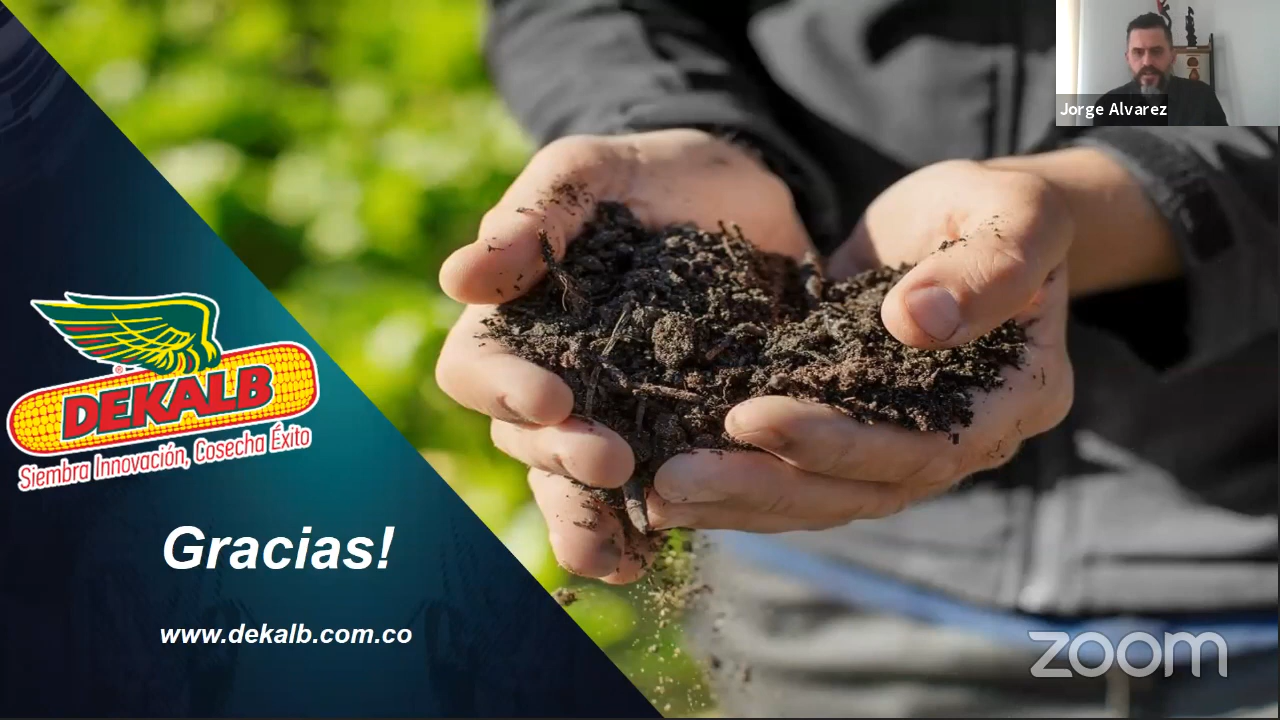 Jorge Alvarez
DEKALB®
Siembra Innovación, Cosecha Éxito
Gracias!
www.dekalb.com.co
zoom